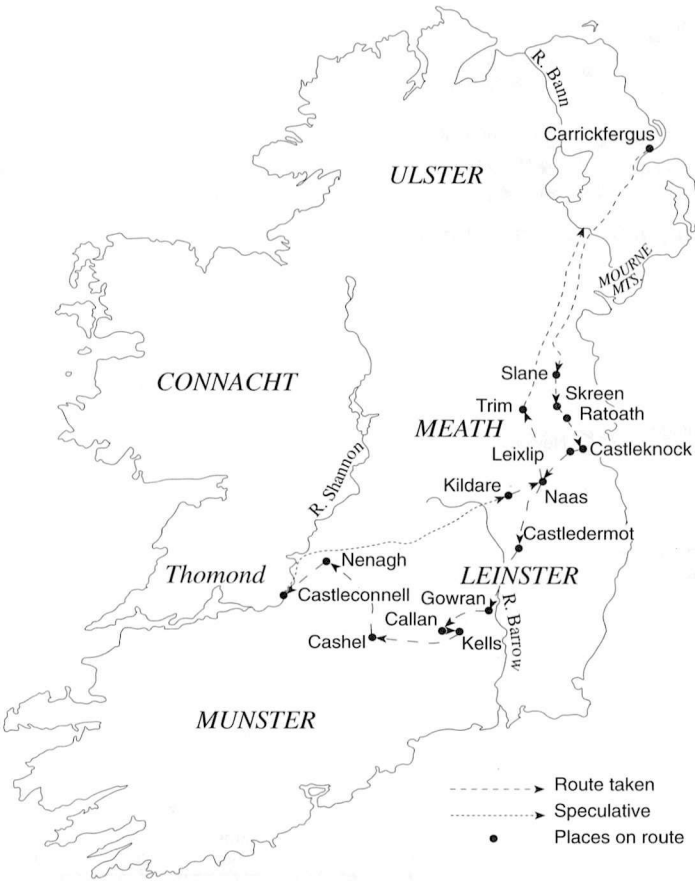 R. Bann
Carrickfergus
ULSTER
MOURNE
MTS.
Slane
Skreen
Trim
Ratoath
CONNACHT
MEATH
Leixlip
Castleknock
R. Shannon
Kildare
Naas
Castledermot
Nenagh
Thomond
LEINSTER
Castleconnell
Gowran
R. Barrow
Callan
Cashel
Kells
MUNSTER
Route taken
Speculative
Places on route